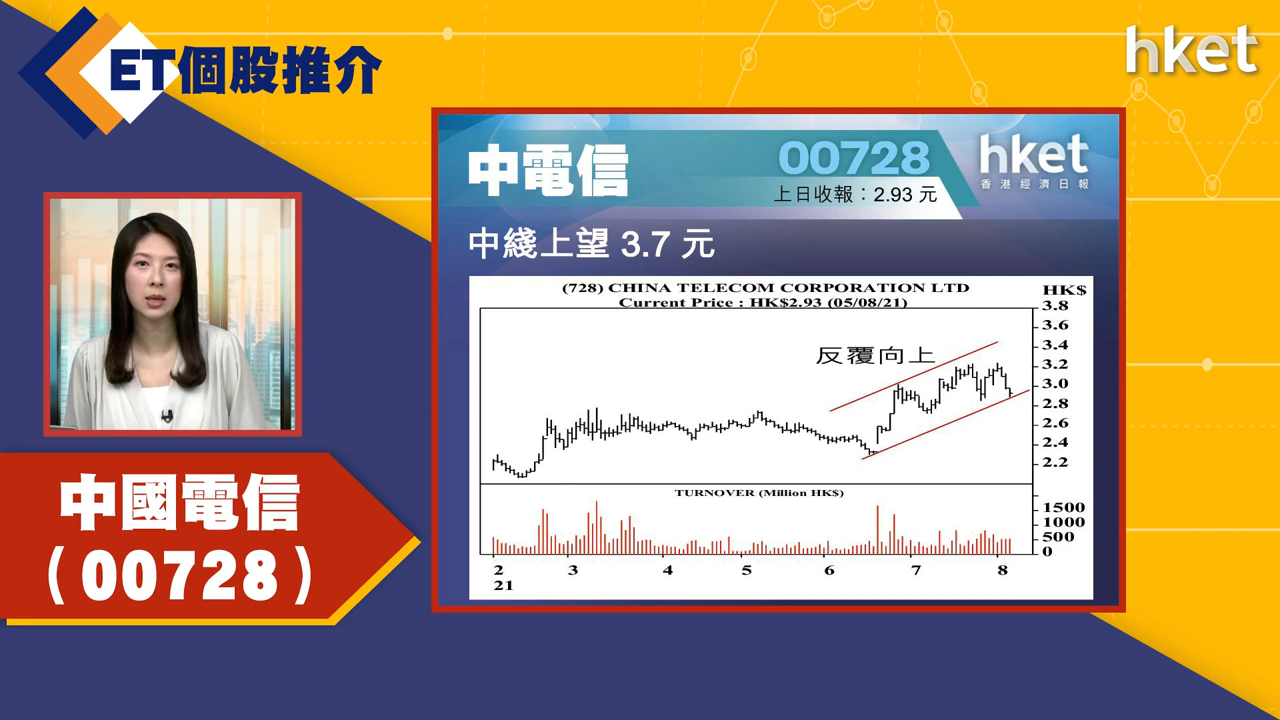 ET個股推介
hket
中電信
00728
上日收報：2.93 元
hket
香港經濟日報
中綫上望 3.7 元
(728) CHINA TELECOM CORPORATION LTD
Current Price : HK$2.93 (05/08/21)
HK$
3.8
3.6
3.4
3.2
3.0
2.8
2.6
2.4
2.2
反覆向上
TURNOVER (Million HK$)
1500
1000
500
0
2 3 4 5 6 7 8
21
中國電信
（00728）